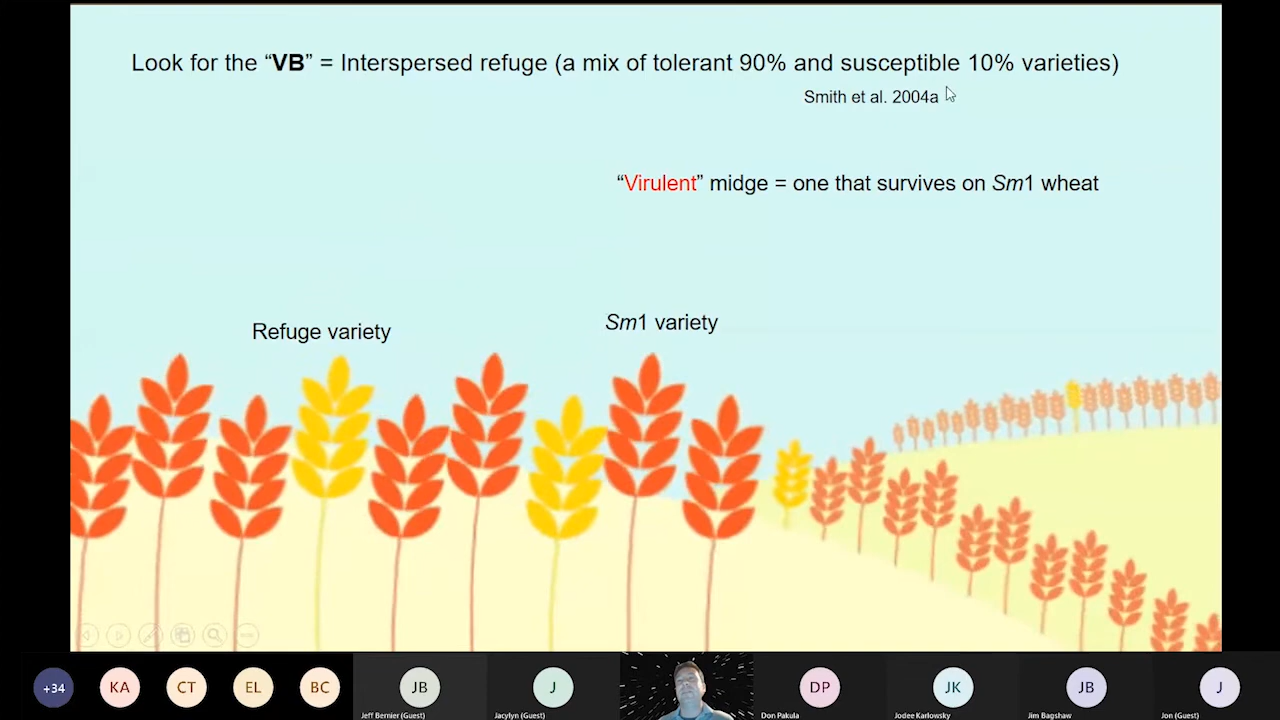 Look for the “VB” = Interspersed refuge (a mix of tolerant 90% and susceptible 10% varieties)
Smith et al. 2004a
“Virulent” midge = one that survives on Sm1 wheat
Refuge variety
Sm1 variety
+34
KA
CT
EL
BC
JB
J
DP
JK
JB
J
Jeff Bernier (Guest)
Jacylyn (Guest)
Don Pakula
Jodee Karlowsky
Jim Bagshaw
Jon (Guest)